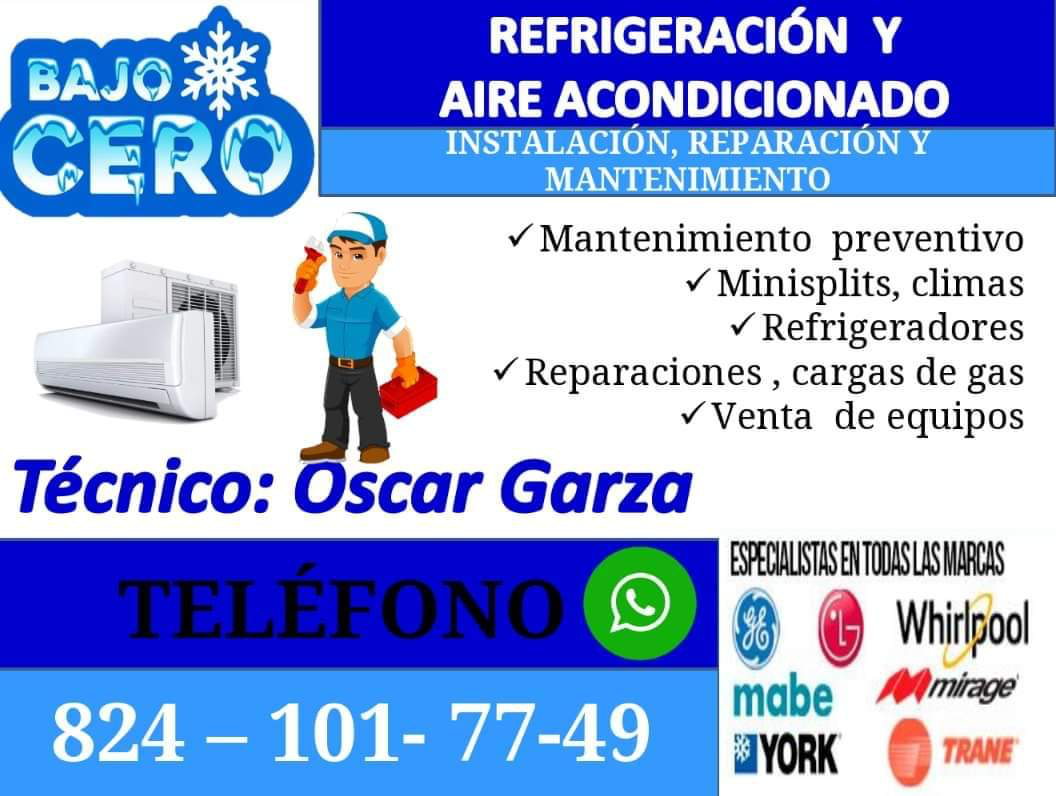 BAJO
CERO
REFRIGERACIÓN Y
AIRE ACONDICIONADO
INSTALACIÓN, REPARACIÓN Y
MANTENIMIENTO
✓Mantenimiento preventivo
✓Minisplits, climas
✓Refrigeradores
✓Reparaciones , cargas de gas
✓Venta de equipos
Técnico: Oscar Garza
TELÉFONO
824 – 101- 77-49
ESPECIALISTAS EN TODAS LAS MARCAS
GE LG Whirlpool
mabe mirage
YORK TRANE